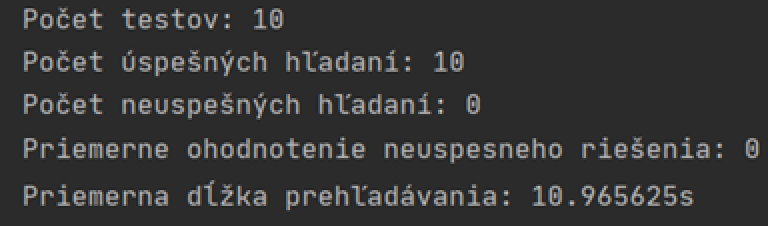 Počet testov: 10
Počet úspešných hľadaní: 10
Počet neuspešných hľadaní: 0
Priemerne ohodnotenie neuspesneho riešenia: 0
Priemerna dĺžka prehľadávania: 10.965625s